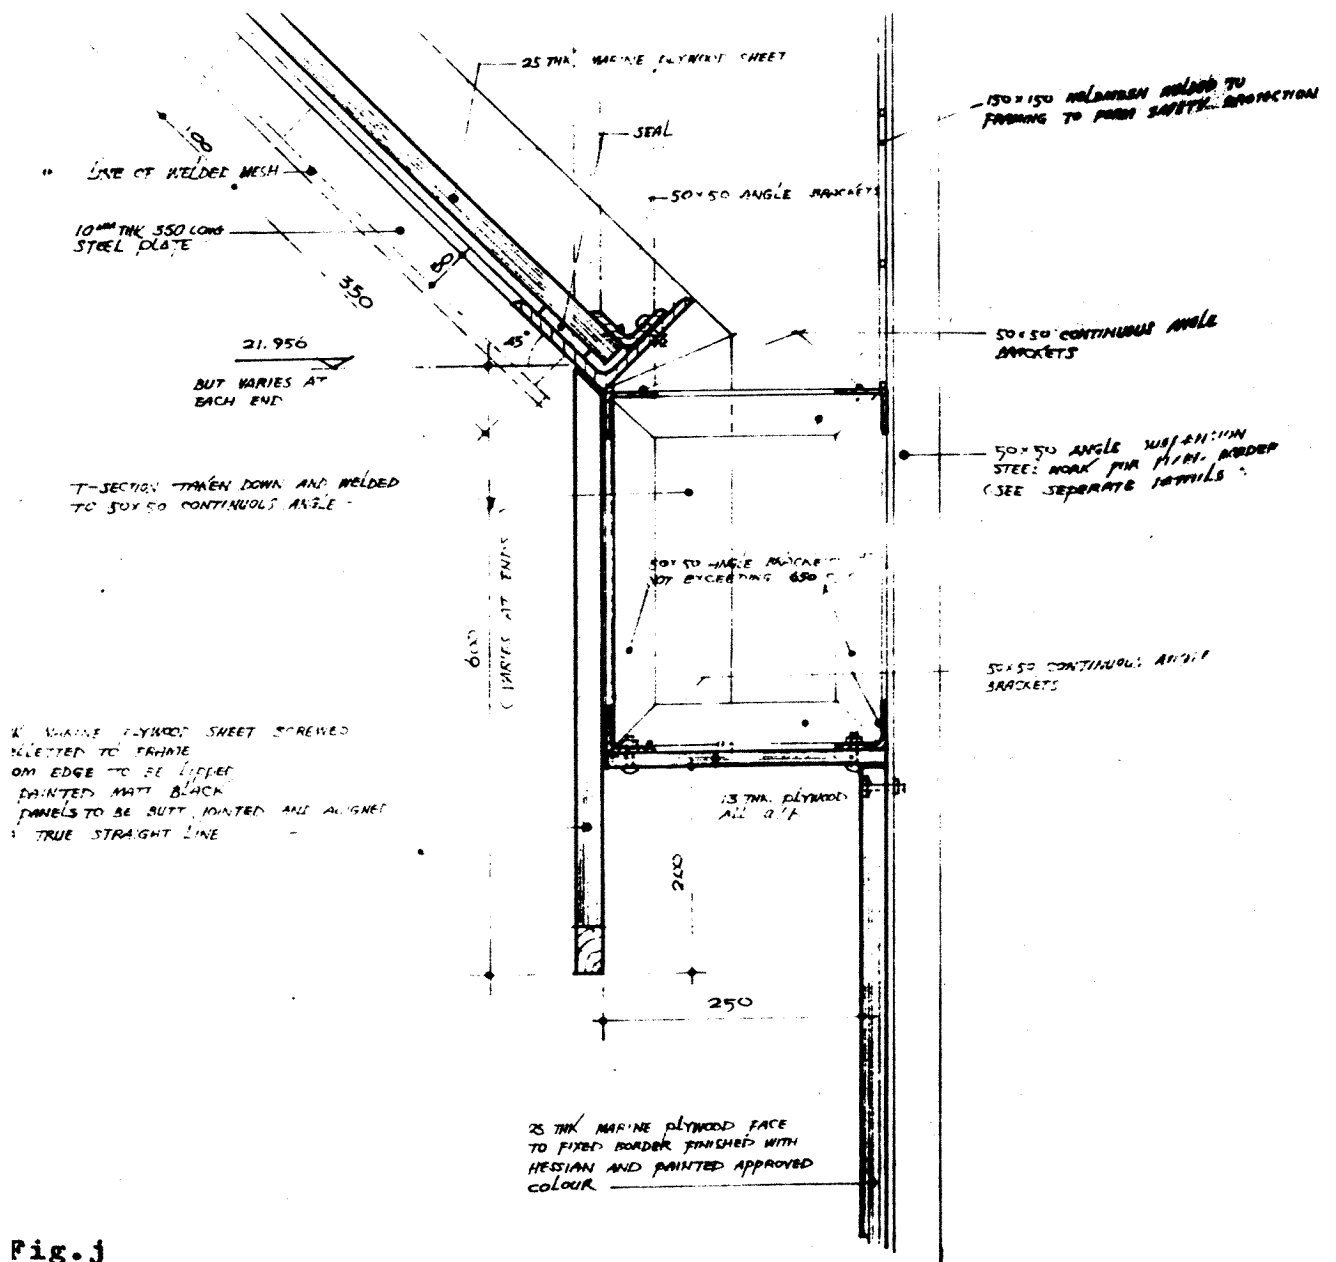 25 THK. MARINE PLYWOOD SHEET
SEAL
50×50 ANGLE BRACKETS
150×150 WELDMESH WELDED TO
FRAMING TO FORM SAFETY PROTECTION
100
LINE OF WELDED MESH
10mm THK 350 LONG
STEEL PLATE
50
350
45°
21.956
BUT VARIES AT
EACH END
50×50 CONTINUOUS ANGLE
BRACKETS
50×50 ANGLE SUSPENSION
STEEL WORK FOR BORDER
(SEE SEPERATE DETAILS
T-SECTION TAKEN DOWN AND WELDED
TO 50×50 CONTINUOUS ANGLE
50×50 ANGLE
EXCEEDING 650
600
(VARIES AT ENDS)
50×50 CONTINUOUS ANGLE
BRACKETS
MARINE PLYWOOD SHEET SCREWED
TO FRAME
EDGE TO BE LIPPED
PAINTED MATT BLACK
PANELS TO BE BUTT JOINTED AND ALIGNED
TRUE STRAIGHT LINE
13 THK. PLYWOOD
ALL
200
250
25 THK MARINE PLYWOOD FACE
TO FIXED BORDER FINISHED WITH
HESSIAN AND PAINTED APPROVED
COLOUR
Fig.j